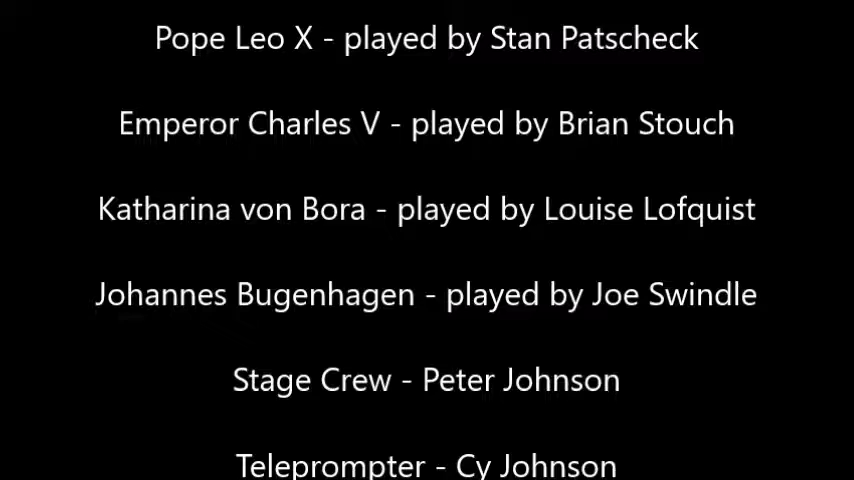 Pope Leo X - played by Stan Patscheck
Emperor Charles V - played by Brian Stouch
Katharina von Bora - played by Louise Lofquist
Johannes Bugenhagen - played by Joe Swindle
Stage Crew - Peter Johnson
Teleprompter - Cy Johnson